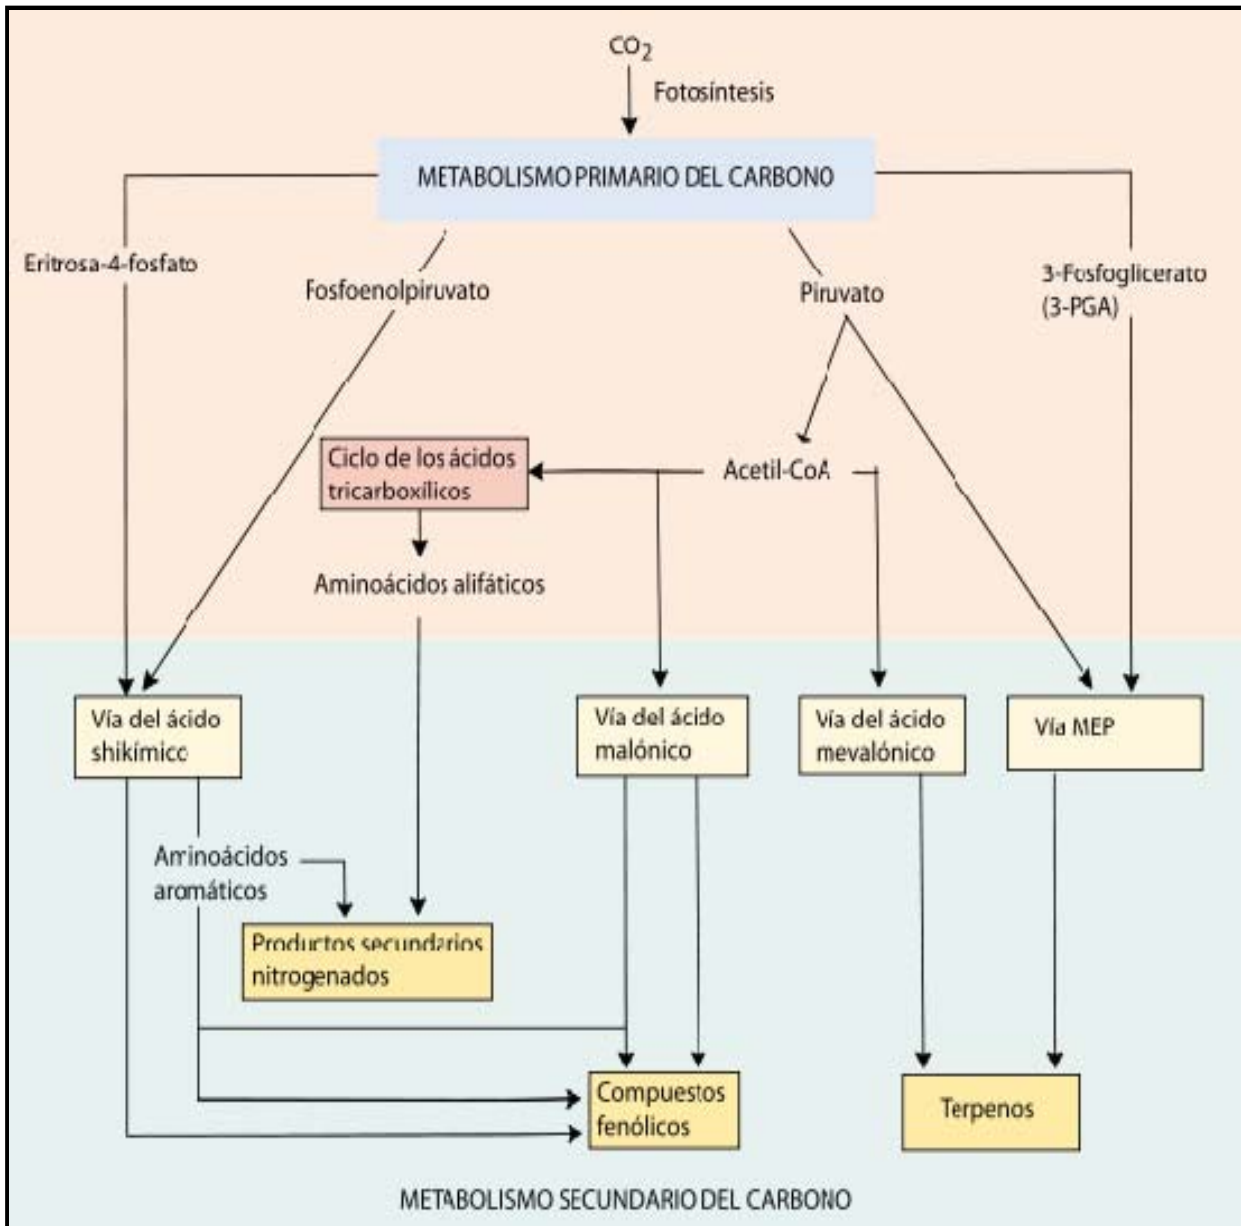 CO2
Fotosíntesis
METABOLISMO PRIMARIO DEL CARBONO
Eritrosa-4-fosfato
Fosfoenolpiruvato
Piruvato
3-Fosfoglicerato
(3-PGA)
Ciclo de los ácidos
tricarboxílicos
Acetil-CoA
Aminoácidos alifáticos
Vía del ácido
shikímico
Vía del ácido
malónico
Vía del ácido
mevalónico
Vía MEP
Aminoácidos
aromáticos
Productos secundarios
nitrogenados
Compuestos
fenólicos
Terpenos
METABOLISMO SECUNDARIO DEL CARBONO